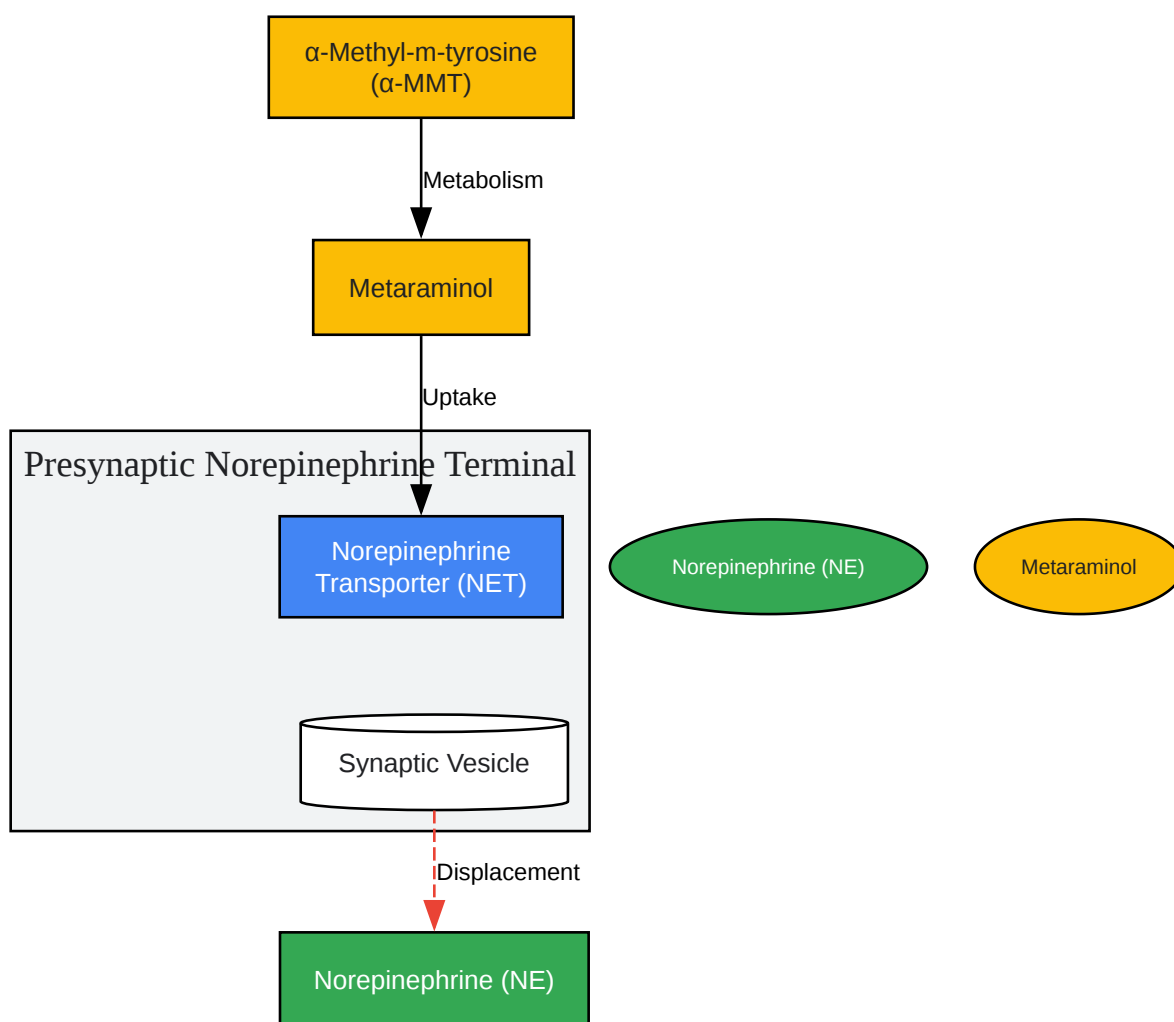 α-Methyl-m-tyrosine
(α-MMT)
Metabolism
Metaraminol
Uptake
Presynaptic Norepinephrine Terminal
Norepinephrine
Transporter (NET)
Norepinephrine (NE)
Metaraminol
Synaptic Vesicle
Displacement
Norepinephrine (NE)